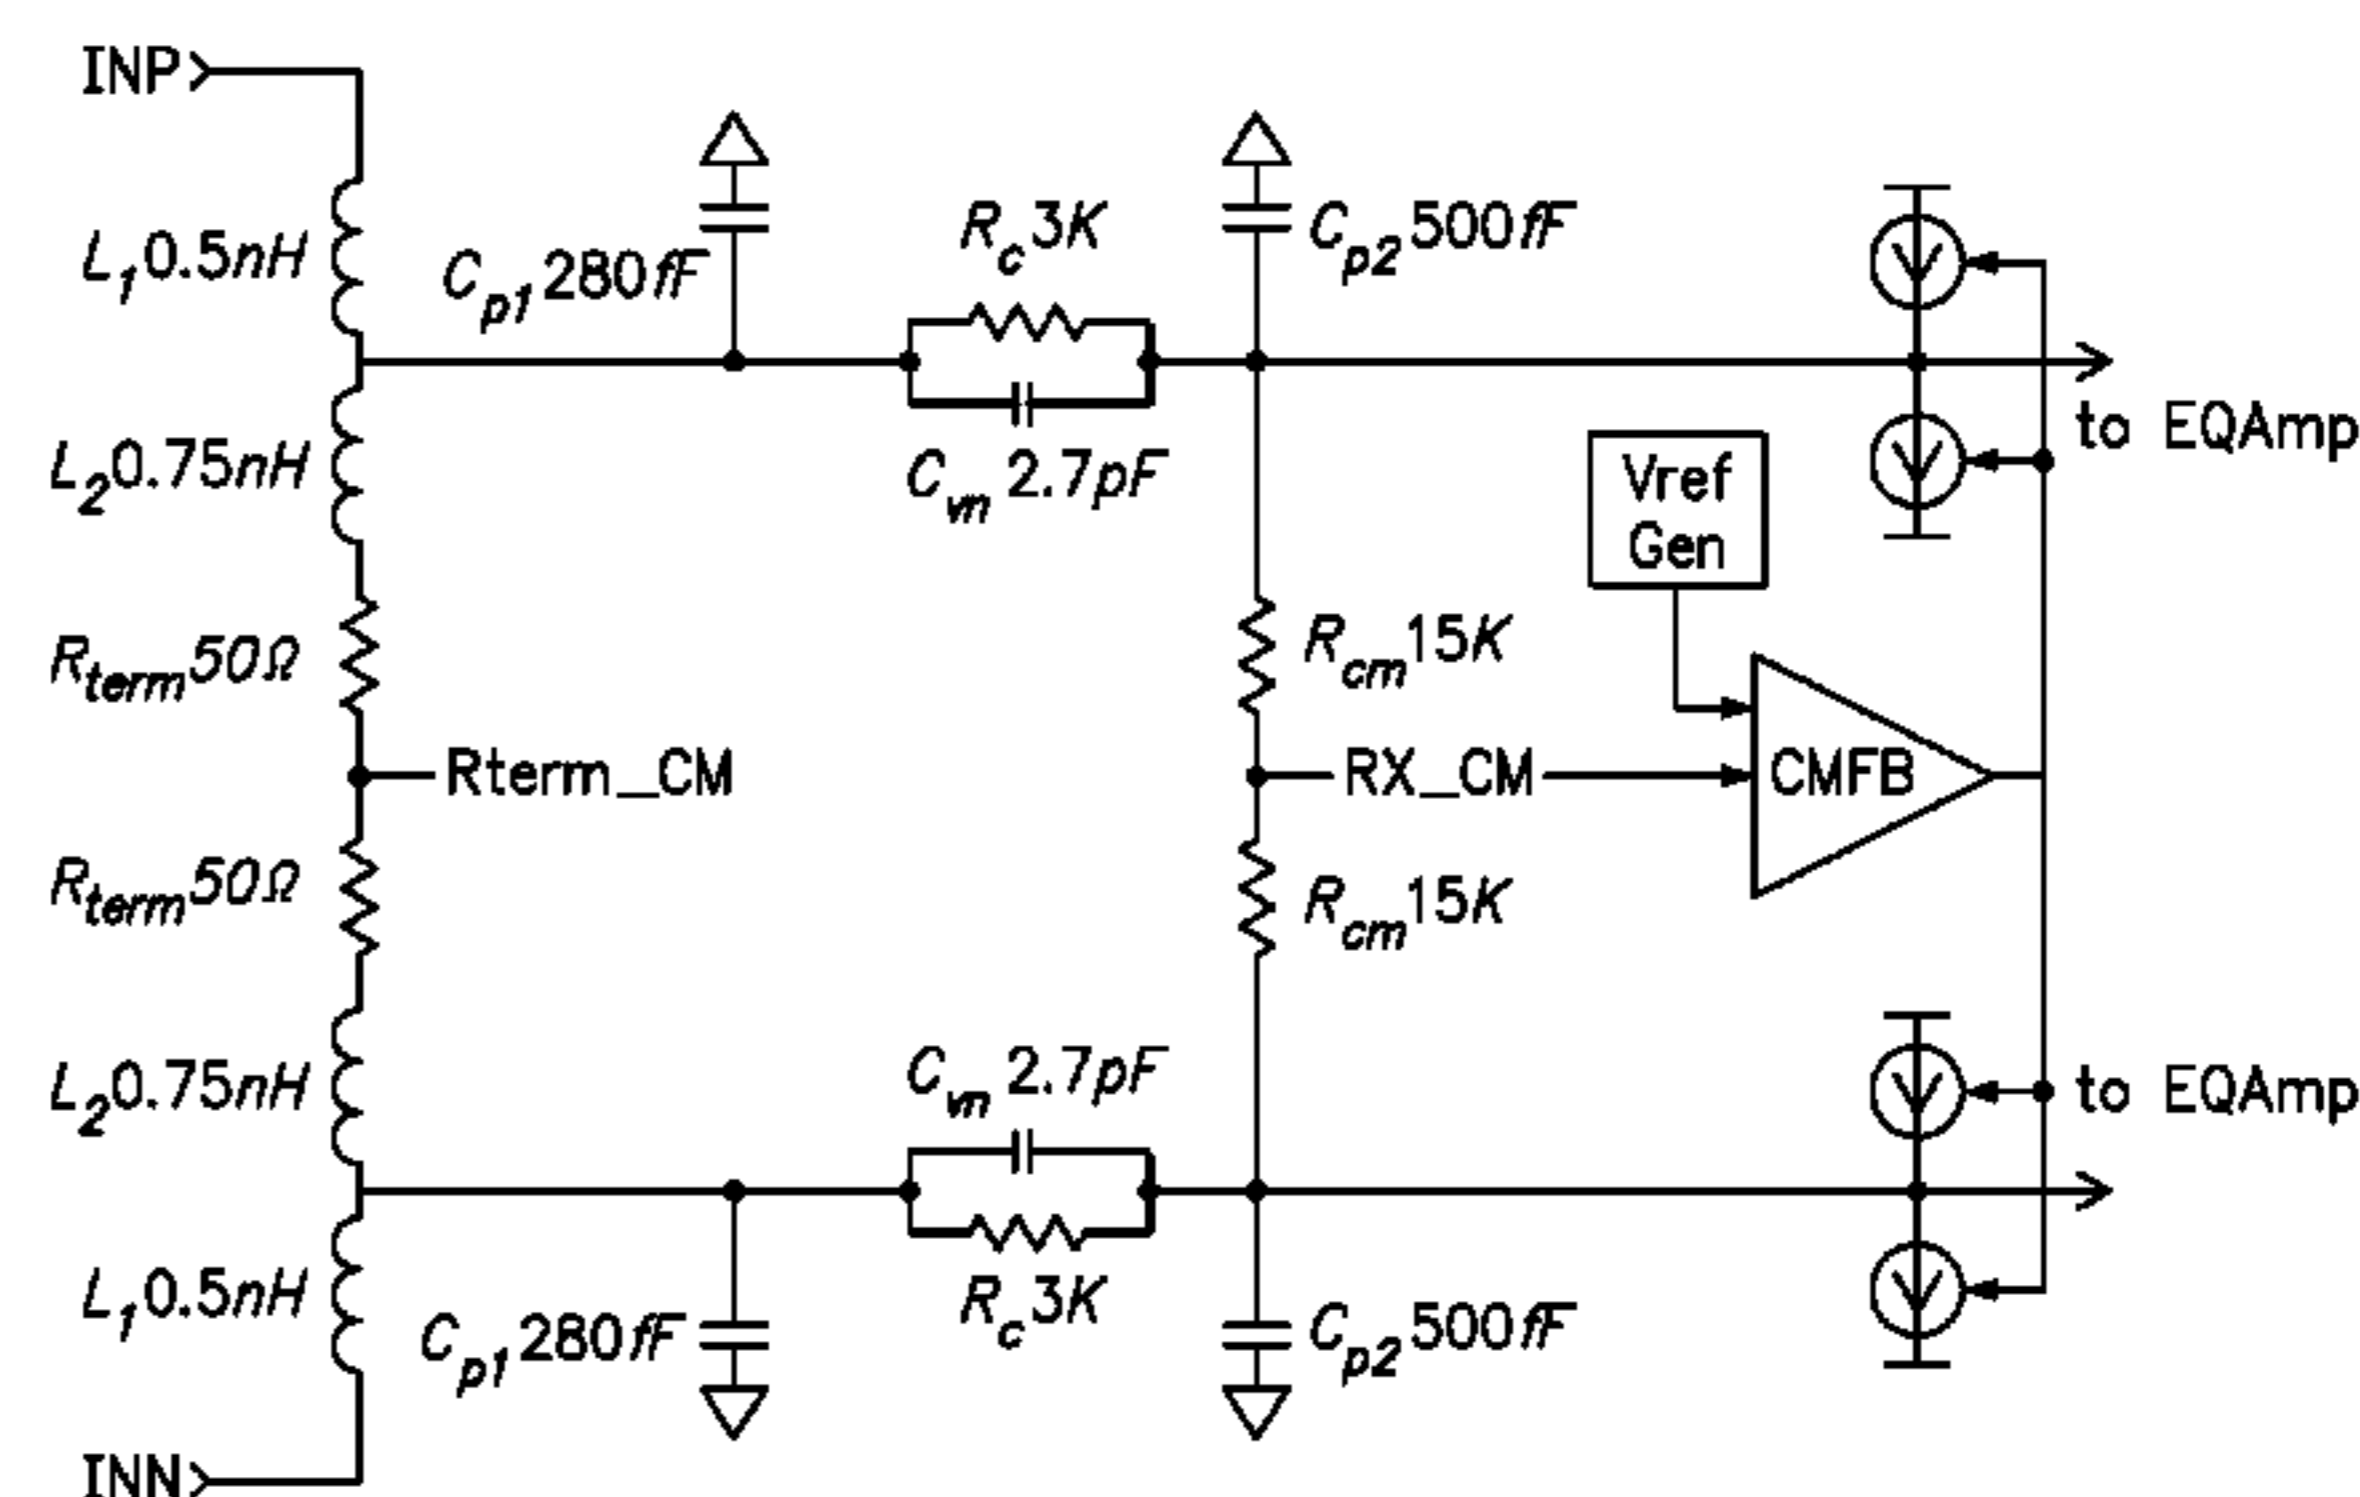 INP
L1 0.5nH
Cp1 280fF
Rc 3K
Cp2 500fF
L2 0.75nH
Cvn 2.7pF
to EQAmp
Vref
Gen
Rterm 50Ω
Rcm 15K
Rterm_CM
RX_CM
CMFB
Rterm 50Ω
Rcm 15K
L2 0.75nH
Cvn 2.7pF
to EQAmp
L1 0.5nH
Cp1 280fF
Rc 3K
Cp2 500fF
INN